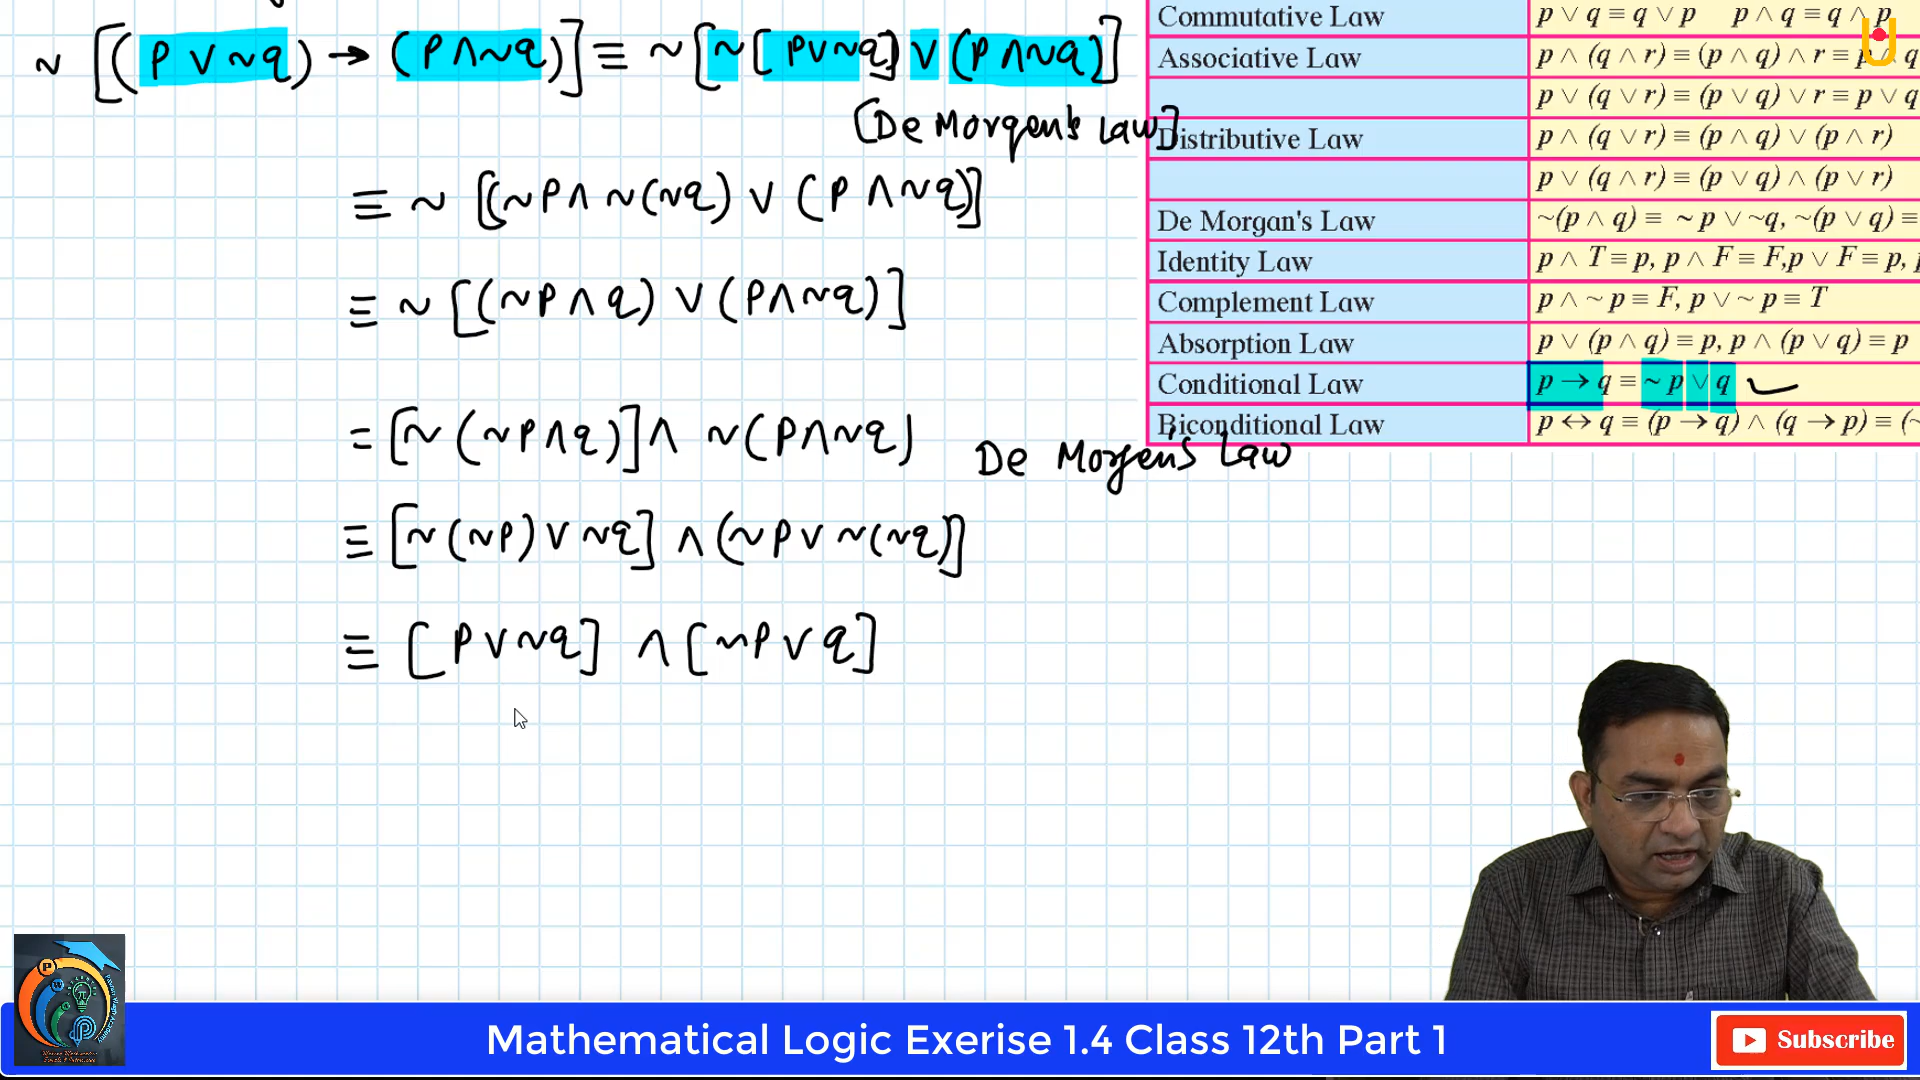 ~ [(p ∨ ~q) → (p ∧ ~q)] ≡ ~[~[p ∨ ~q] ∨ (p ∧ ~q)]
[De Morgen's Law]
≡ ~ [(~p ∧ ~(~q) ∨ (p ∧ ~q)]
≡ ~ [(~p ∧ q) ∨ (p ∧ ~q)]
= [~ (~p ∧ q)] ∧ ~(p ∧ ~q) De Morgen's Law
≡ [~(~p) ∨ ~q] ∧ (~p ∨ ~(~q)]
≡ [p ∨ ~q] ∧ [~p ∨ q]
Commutative Law p ∨ q ≡ q ∨ p p ∧ q ≡ q ∧ p
Associative Law p ∧ (q ∧ r) ≡ (p ∧ q) ∧ r ≡ p ∧ q
p ∨ (q ∨ r) ≡ (p ∨ q) ∨ r ≡ p ∨ q
Distributive Law p ∧ (q ∨ r) ≡ (p ∧ q) ∨ (p ∧ r)
p ∨ (q ∧ r) ≡ (p ∨ q) ∧ (p ∨ r)
De Morgan's Law ~(p ∧ q) ≡ ~ p ∨ ~q, ~(p ∨ q) ≡
Identity Law p ∧ T ≡ p, p ∧ F ≡ F, p ∨ F ≡ p,
Complement Law p ∧ ~ p ≡ F, p ∨ ~ p ≡ T
Absorption Law p ∨ (p ∧ q) ≡ p, p ∧ (p ∨ q) ≡ p
Conditional Law p → q ≡ ~ p ∨ q ✓
Biconditional Law p ↔ q ≡ (p → q) ∧ (q → p) ≡ (~
Mathematical Logic Exerise 1.4 Class 12th Part 1
Subscribe